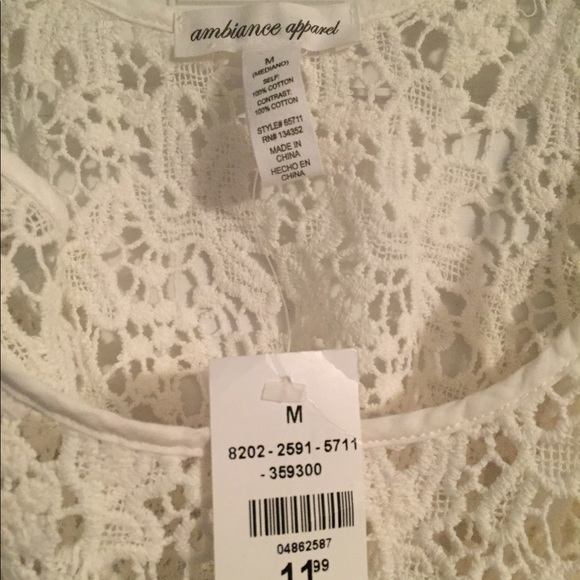 ambiance apparel
M
(MEDIANO)
SELF:
100% COTTON
CONTRAST:
100% COTTON
STYLE# 65711
RN# 134352
MADE IN
CHINA
HECHO EN
CHINA
M
8202-2591-5711
-359300
04862587
11.99